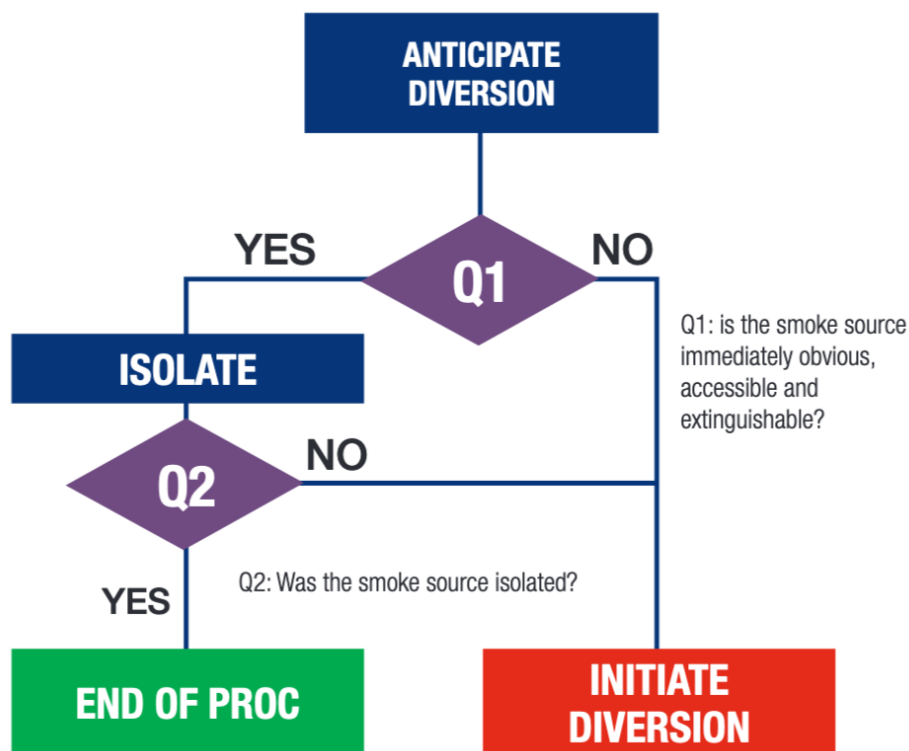 ANTICIPATE
DIVERSION
YES
NO
Q1
Q1: is the smoke source
immediately obvious,
accessible and
extinguishable?
ISOLATE
NO
Q2
Q2: Was the smoke source isolated?
YES
END OF PROC
INITIATE
DIVERSION